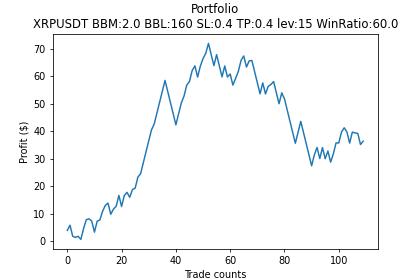 Portfolio
XRPUSDT BBM:2.0 BBL:160 SL:0.4 TP:0.4 lev:15 WinRatio:60.0
Profit ($)
70
60
50
40
30
20
10
0
0 20 40 60 80 100
Trade counts